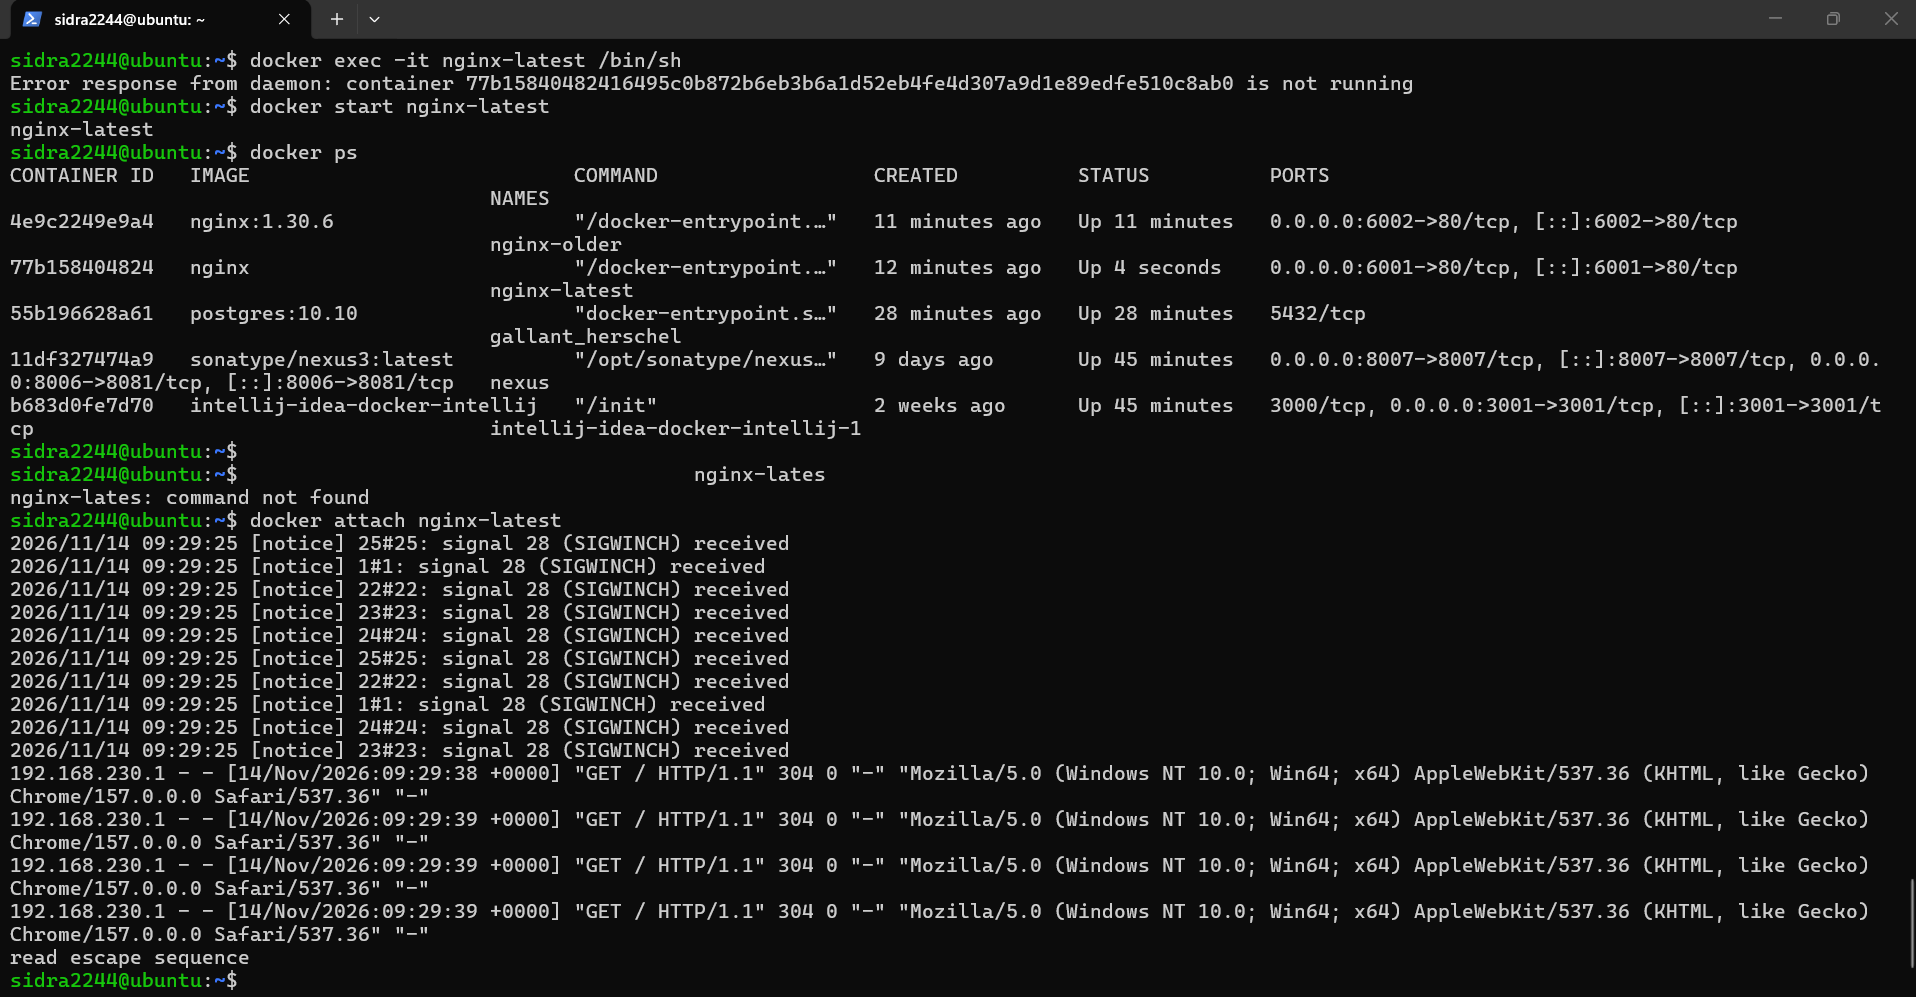 sidra2244@ubuntu: ~
sidra2244@ubuntu:~$ docker exec -it nginx-latest /bin/sh
Error response from daemon: container 77b15840482416495c0b872b6eb3b6a1d52eb4fe4d307a9d1e89edfe510c8ab0 is not running
sidra2244@ubuntu:~$ docker start nginx-latest
nginx-latest
sidra2244@ubuntu:~$ docker ps
CONTAINER ID   IMAGE                           COMMAND                  CREATED          STATUS          PORTS
                                        NAMES
4e9c2249e9a4   nginx:1.30.6                    "/docker-entrypoint.…"   11 minutes ago   Up 11 minutes   0.0.0.0:6002->80/tcp, [::]:6002->80/tcp
                                        nginx-older
77b158404824   nginx                           "/docker-entrypoint.…"   12 minutes ago   Up 4 seconds    0.0.0.0:6001->80/tcp, [::]:6001->80/tcp
                                        nginx-latest
55b196628a61   postgres:10.10                  "docker-entrypoint.s…"   28 minutes ago   Up 28 minutes   5432/tcp
                                        gallant_herschel
11df327474a9   sonatype/nexus3:latest          "/opt/sonatype/nexus…"   9 days ago       Up 45 minutes   0.0.0.0:8007->8007/tcp, [::]:8007->8007/tcp, 0.0.0.
0:8006->8081/tcp, [::]:8006->8081/tcp   nexus
b683d0fe7d70   intellij-idea-docker-intellij   "/init"                  2 weeks ago      Up 45 minutes   3000/tcp, 0.0.0.0:3001->3001/tcp, [::]:3001->3001/t
cp                                      intellij-idea-docker-intellij-1
sidra2244@ubuntu:~$
sidra2244@ubuntu:~$                                      nginx-lates
nginx-lates: command not found
sidra2244@ubuntu:~$ docker attach nginx-latest
2026/11/14 09:29:25 [notice] 25#25: signal 28 (SIGWINCH) received
2026/11/14 09:29:25 [notice] 1#1: signal 28 (SIGWINCH) received
2026/11/14 09:29:25 [notice] 22#22: signal 28 (SIGWINCH) received
2026/11/14 09:29:25 [notice] 23#23: signal 28 (SIGWINCH) received
2026/11/14 09:29:25 [notice] 24#24: signal 28 (SIGWINCH) received
2026/11/14 09:29:25 [notice] 25#25: signal 28 (SIGWINCH) received
2026/11/14 09:29:25 [notice] 22#22: signal 28 (SIGWINCH) received
2026/11/14 09:29:25 [notice] 1#1: signal 28 (SIGWINCH) received
2026/11/14 09:29:25 [notice] 24#24: signal 28 (SIGWINCH) received
2026/11/14 09:29:25 [notice] 23#23: signal 28 (SIGWINCH) received
192.168.230.1 - - [14/Nov/2026:09:29:38 +0000] "GET / HTTP/1.1" 304 0 "-" "Mozilla/5.0 (Windows NT 10.0; Win64; x64) AppleWebKit/537.36 (KHTML, like Gecko)
Chrome/157.0.0.0 Safari/537.36" "-"
192.168.230.1 - - [14/Nov/2026:09:29:39 +0000] "GET / HTTP/1.1" 304 0 "-" "Mozilla/5.0 (Windows NT 10.0; Win64; x64) AppleWebKit/537.36 (KHTML, like Gecko)
Chrome/157.0.0.0 Safari/537.36" "-"
192.168.230.1 - - [14/Nov/2026:09:29:39 +0000] "GET / HTTP/1.1" 304 0 "-" "Mozilla/5.0 (Windows NT 10.0; Win64; x64) AppleWebKit/537.36 (KHTML, like Gecko)
Chrome/157.0.0.0 Safari/537.36" "-"
192.168.230.1 - - [14/Nov/2026:09:29:39 +0000] "GET / HTTP/1.1" 304 0 "-" "Mozilla/5.0 (Windows NT 10.0; Win64; x64) AppleWebKit/537.36 (KHTML, like Gecko)
Chrome/157.0.0.0 Safari/537.36" "-"
read escape sequence
sidra2244@ubuntu:~$